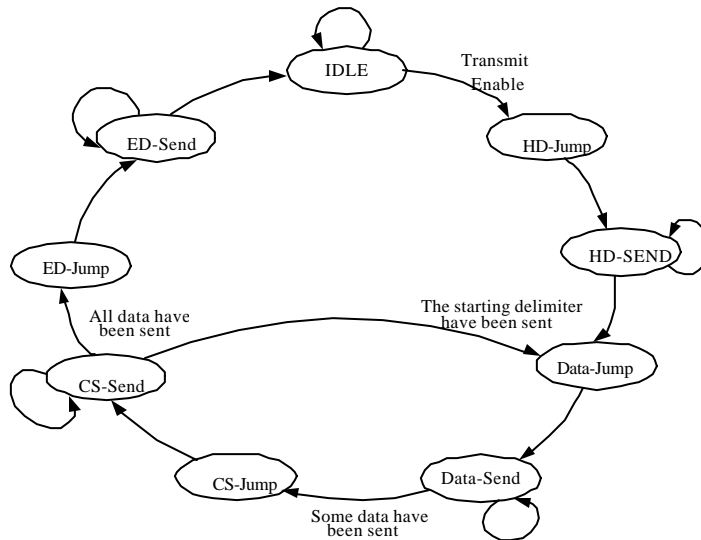 IDLE
Transmit
Enable
ED-Send
HD-Jump
HD-SEND
ED-Jump
All data have
been sent
The starting delimiter
have been sent
CS-Send
Data-Jump
CS-Jump
Data-Send
Some data have
been sent